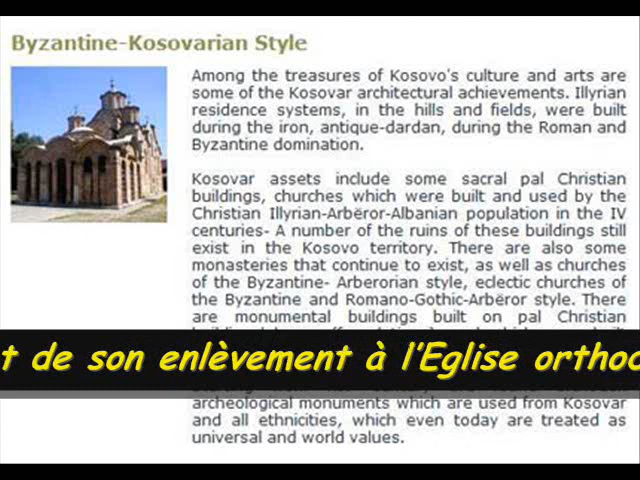 Byzantine-Kosovarian Style
Among the treasures of Kosovo's culture and arts are
some of the Kosovar architectural achievements. Illyrian
residence systems, in the hills and fields, were built
during the iron, antique-dardan, during the Roman and
Byzantine domination.
Kosovar assets include some sacral pal Christian
buildings, churches which were built and used by the
Christian Illyrian-Arbëror-Albanian population in the IV
centuries- A number of the ruins of these buildings still
exist in the Kosovo territory. There are also some
monasteries that continue to exist, as well as churches
of the Byzantine- Arberorian style, eclectic churches of
the Byzantine and Romano-Gothic-Arbëror style. There
are monumental buildings built on pal Christian
t de son enlèvement à l'Eglise orthoc
archeological monuments which are used from Kosovar
and all ethnicities, which even today are treated as
universal and world values.